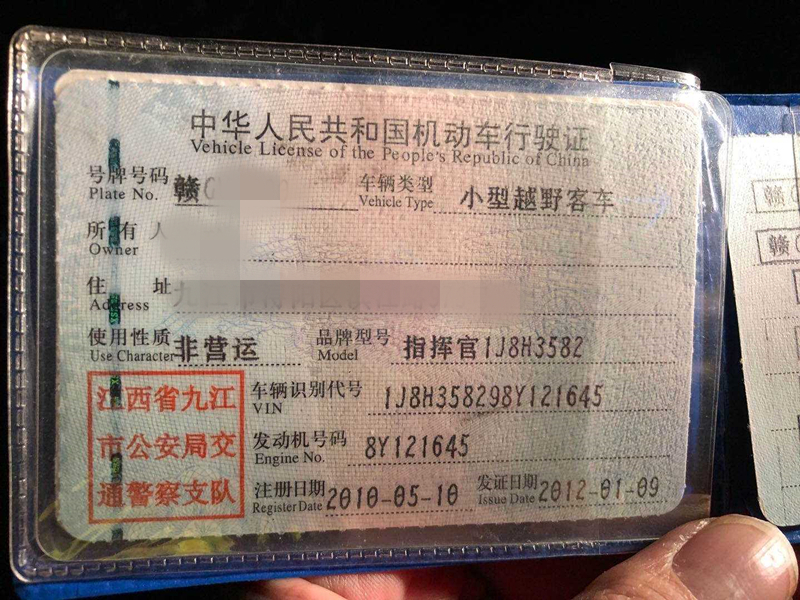 中华人民共和国机动车行驶证
Vehicle License of the People's Republic of China
号牌号码 赣 车辆类型 小型越野客车
Plate No. Vehicle Type
所有人
Owner
住址
Address
使用性质 非营运 品牌型号 指挥官1J8H3582
Use Character Model
江西省九江
市公安局交
通警察支队
车辆识别代号 1J8H358298Y121645
VIN
发动机号码 8Y121645
Engine No.
注册日期 2010-05-10 发证日期 2012-01-09
Register Date Issue Date
赣
赣